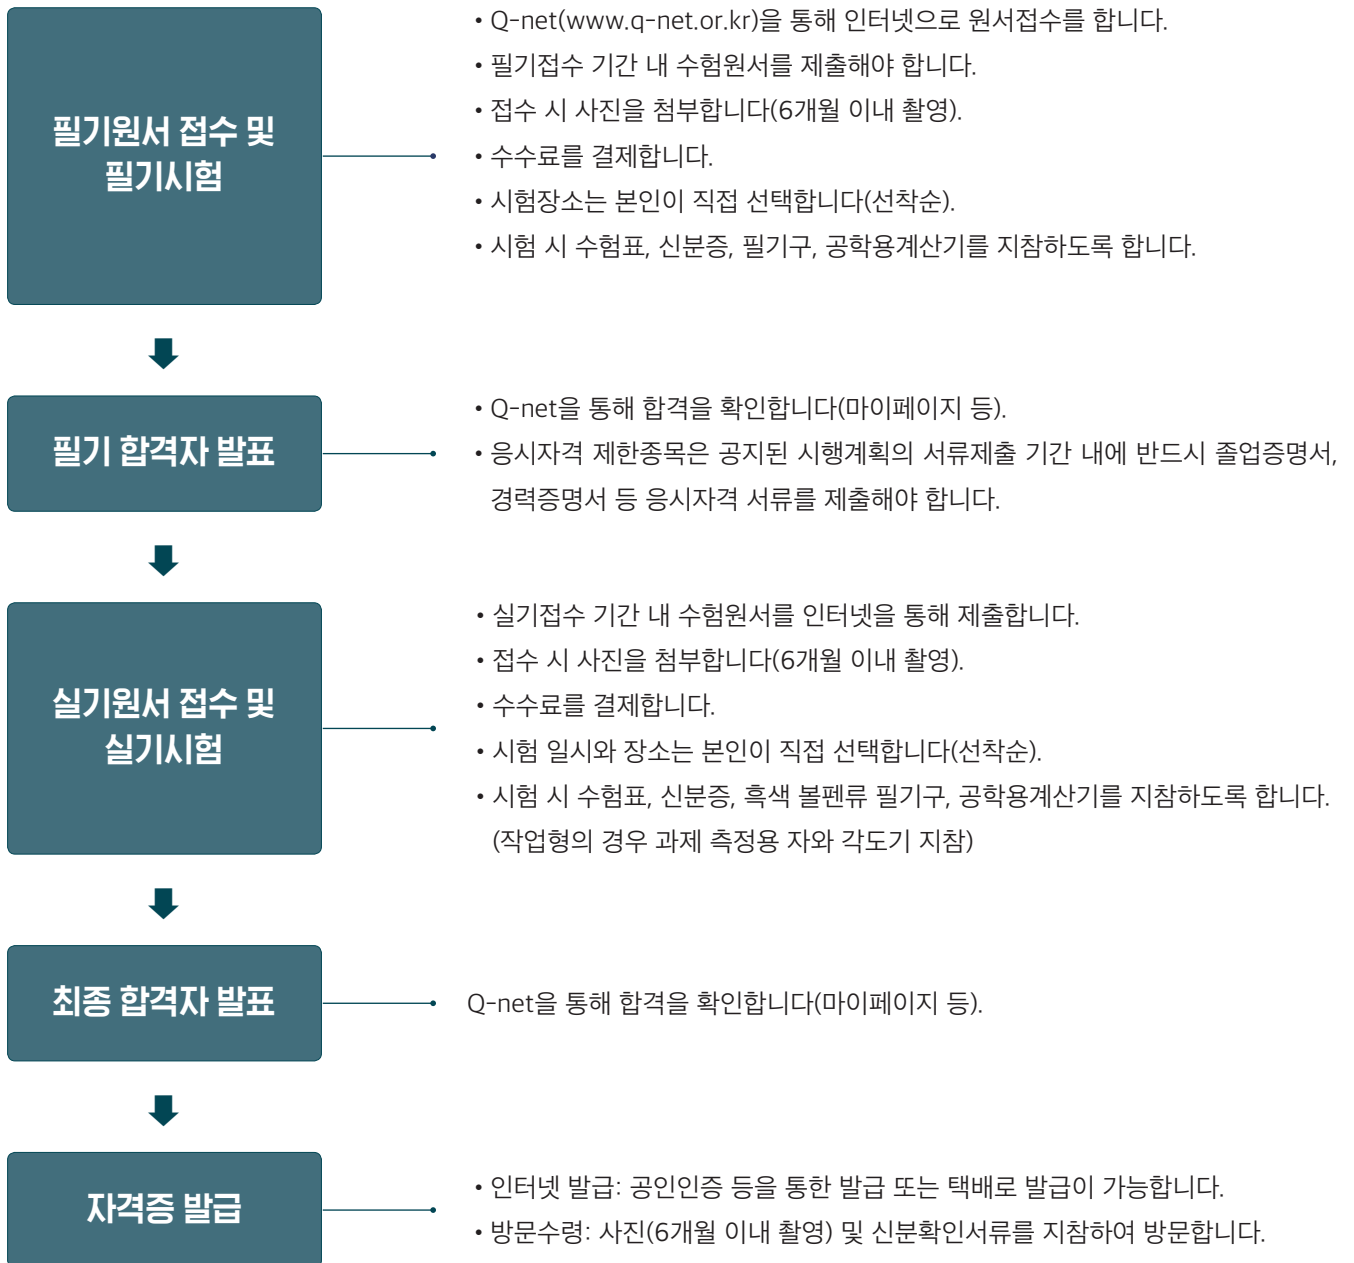 필기원서 접수 및
필기시험
• Q-net(www.q-net.or.kr)을 통해 인터넷으로 원서접수를 합니다.
• 필기접수 기간 내 수험원서를 제출해야 합니다.
• 접수 시 사진을 첨부합니다(6개월 이내 촬영).
• 수수료를 결제합니다.
• 시험장소는 본인이 직접 선택합니다(선착순).
• 시험 시 수험표, 신분증, 필기구, 공학용계산기를 지참하도록 합니다.
필기 합격자 발표
• Q-net을 통해 합격을 확인합니다(마이페이지 등).
• 응시자격 제한종목은 공지된 시행계획의 서류제출 기간 내에 반드시 졸업증명서,
경력증명서 등 응시자격 서류를 제출해야 합니다.
실기원서 접수 및
실기시험
• 실기접수 기간 내 수험원서를 인터넷을 통해 제출합니다.
• 접수 시 사진을 첨부합니다(6개월 이내 촬영).
• 수수료를 결제합니다.
• 시험 일시와 장소는 본인이 직접 선택합니다(선착순).
• 시험 시 수험표, 신분증, 흑색 볼펜류 필기구, 공학용계산기를 지참하도록 합니다.
(작업형의 경우 과제 측정용 자와 각도기 지참)
최종 합격자 발표
Q-net을 통해 합격을 확인합니다(마이페이지 등).
자격증 발급
• 인터넷 발급: 공인인증 등을 통한 발급 또는 택배로 발급이 가능합니다.
• 방문수령: 사진(6개월 이내 촬영) 및 신분확인서류를 지참하여 방문합니다.